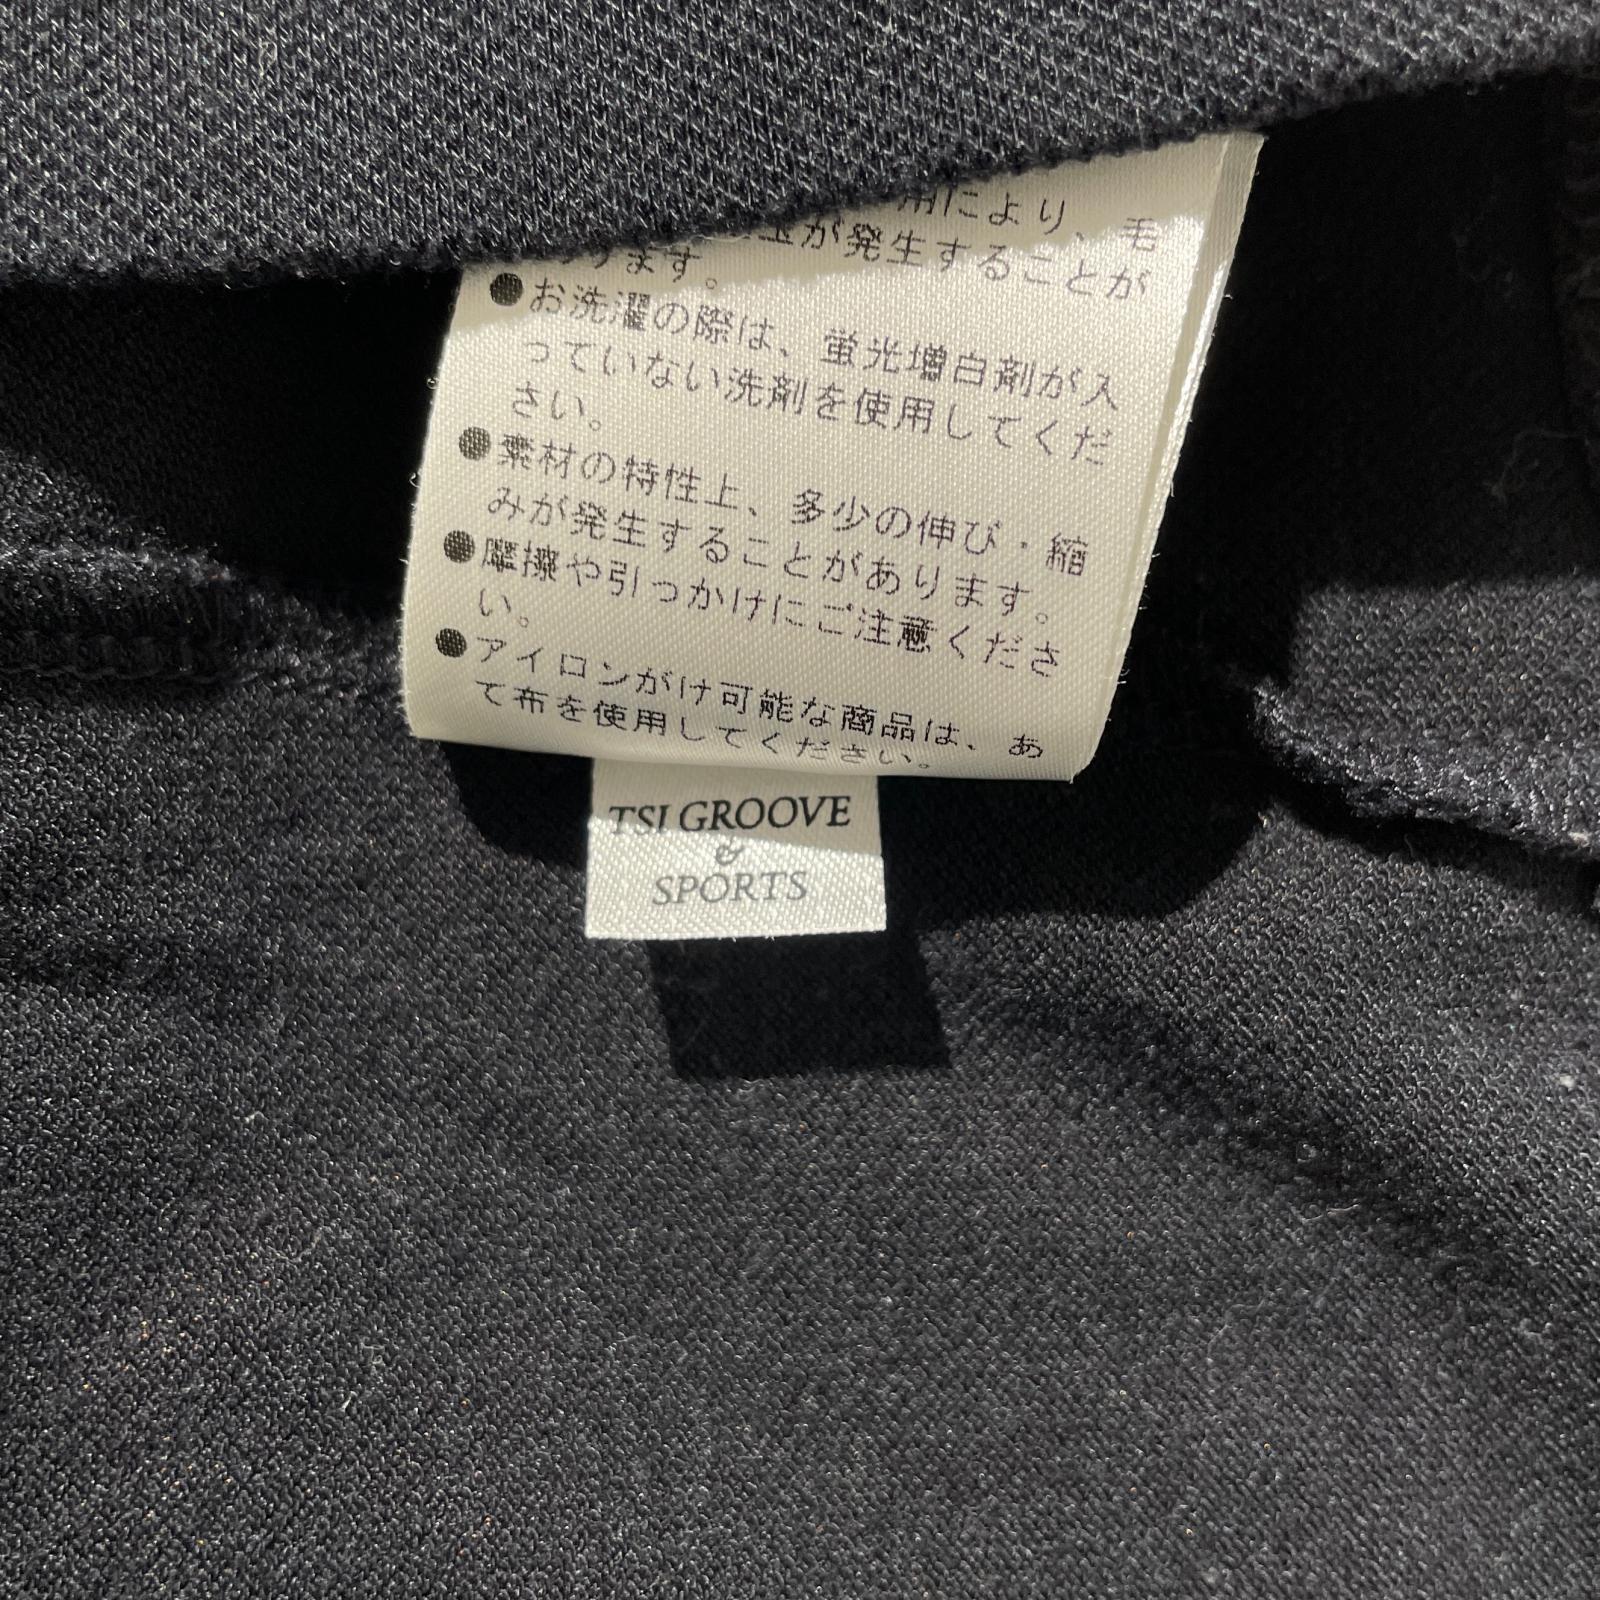 用により、毛
玉が発生することが
ります。
●お洗濯の際は、蛍光増白剤が入
っていない洗剤を使用してくだ
さい。
●素材の特性上、多少の伸び・縮
みが発生することがあります。
●摩擦や引っかけにご注意くださ
い。
●アイロンがけ可能な商品は、あ
て布を使用してください。
TSI GROOVE
&
SPORTS